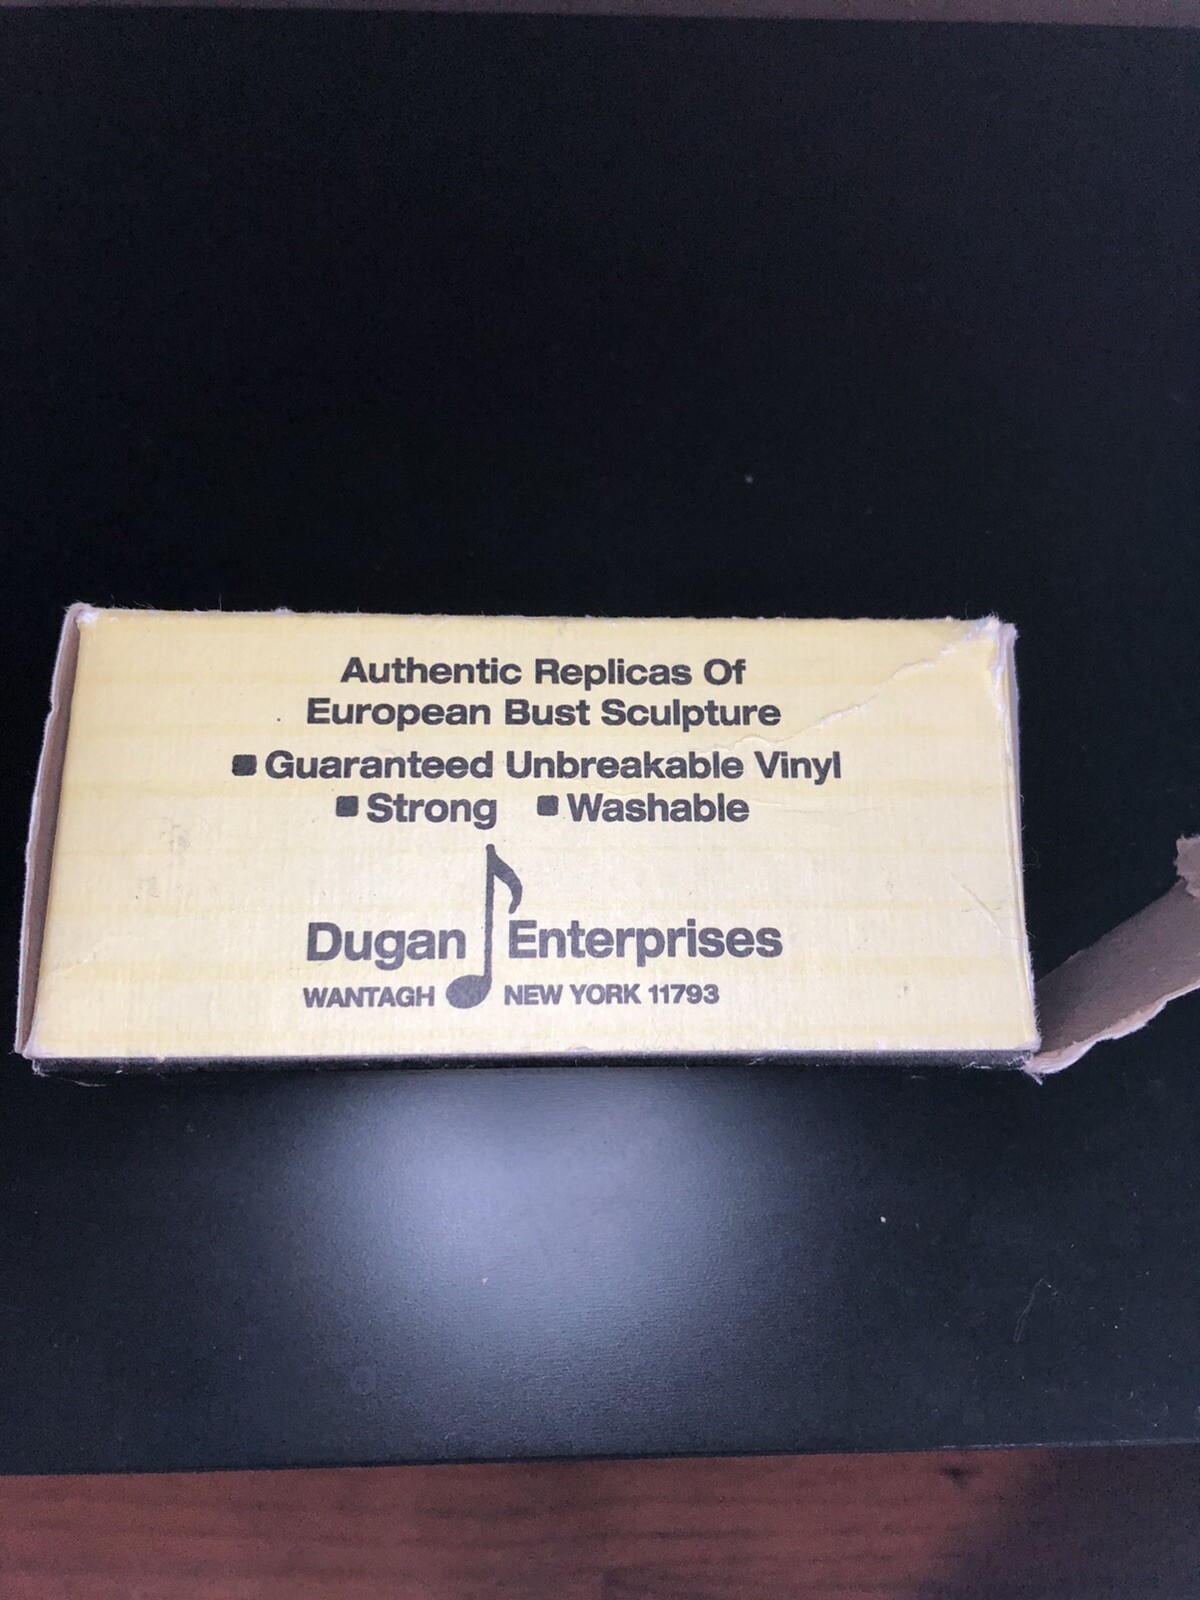 Authentic Replicas Of
European Bust Sculpture
■ Guaranteed Unbreakable Vinyl
■ Strong ■ Washable
Dugan Enterprises
WANTAGH NEW YORK 11793